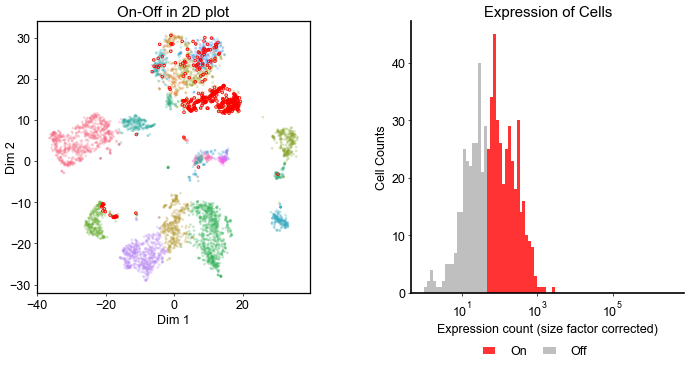 On-Off in 2D plot
Dim 2
30
20
10
0
−10
−20
−30
−40
−20
0
20
Dim 1
Expression of Cells
Cell Counts
40
30
20
10
0
10^1
10^3
10^5
Expression count (size factor corrected)
On Off